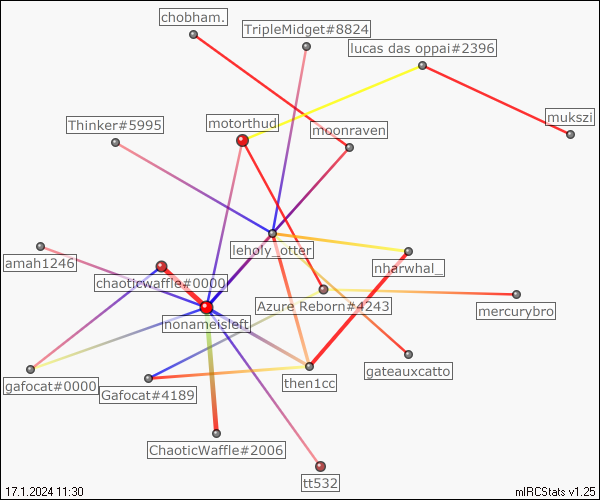 chobham.
TripleMidget#8824
lucas das oppai#2396
mukszi
Thinker#5995
motorthud
moonraven
leholy_otter
amah1246
nharwhal_
chaoticwaffle#0000
Azure Reborn#4243
mercurybro
nonameisleft
gateauxcatto
gafocat#0000
then1cc
Gafocat#4189
ChaoticWaffle#2006
tt532
17.1.2024 11:30
mIRCStats v1.25